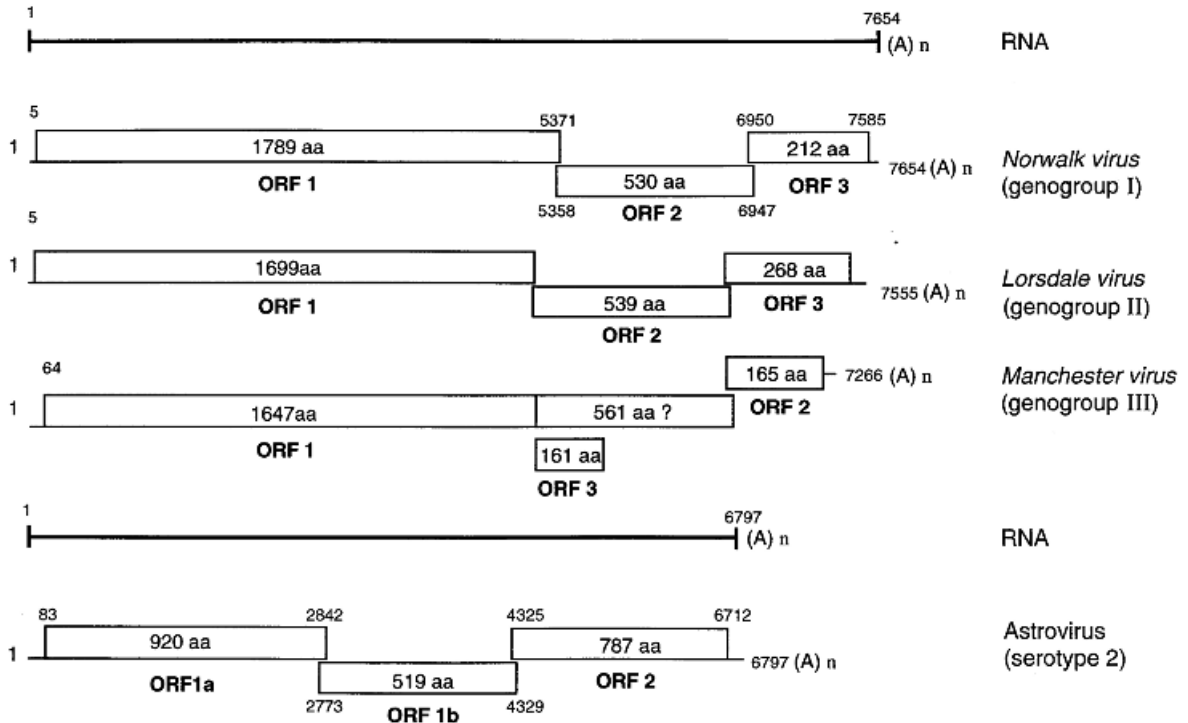 1
7654
(A) n
RNA
5
5371
6950
7585
1
1789 aa
212 aa
ORF 1
530 aa
ORF 3
7654 (A) n
Norwalk virus
(genogroup I)
5358
ORF 2
6947
5
1
1699aa
268 aa
ORF 1
539 aa
ORF 3
7555 (A) n
Lorsdale virus
(genogroup II)
ORF 2
64
165 aa
7266 (A) n
Manchester virus
(genogroup III)
1
1647aa
561 aa ?
ORF 2
ORF 1
161 aa
ORF 3
1
6797
(A) n
RNA
83
2842
4325
6712
1
920 aa
787 aa
Astrovirus
(serotype 2)
ORF1a
519 aa
ORF 2
6797 (A) n
2773
ORF 1b
4329